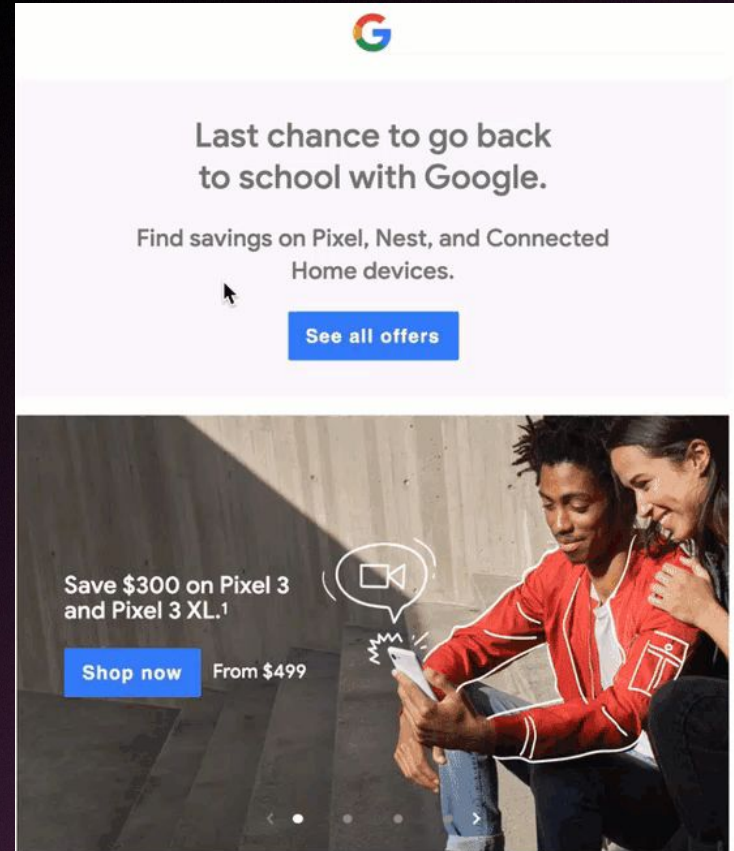 G
Last chance to go back
to school with Google.
Find savings on Pixel, Nest, and Connected
Home devices.
See all offers
Save $300 on Pixel 3
and Pixel 3 XL.¹
Shop now From $499